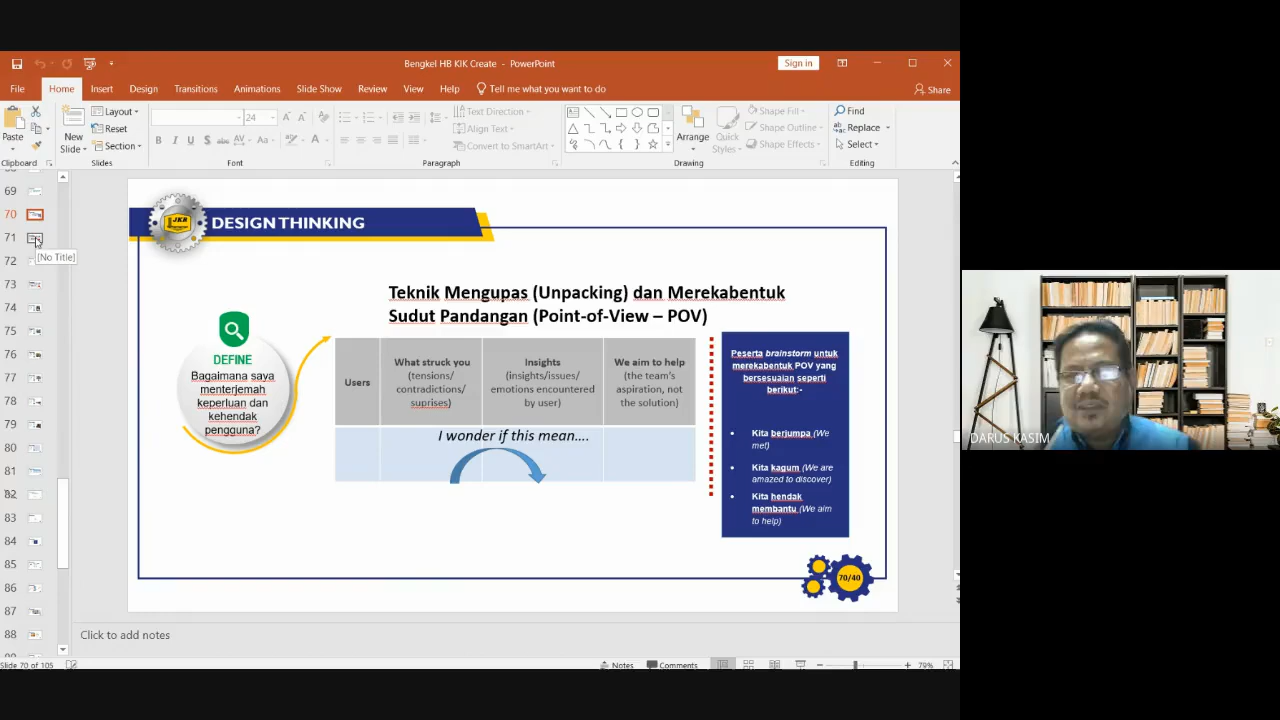 Bengkel HB KIK Create - PowerPoint
Sign in
File Home Insert Design Transitions Animations Slide Show Review View Help Tell me what you want to do
Share
Paste
Clipboard
New
Slide
Layout
Reset
Section
Slides
24
B I U S abc AV Aa A
Font
Text Direction
Align Text
Convert to SmartArt
Paragraph
Arrange
Quick
Styles
Shape Fill
Shape Outline
Shape Effects
Drawing
Find
Replace
Select
Editing
69
70
71
[No Title]
72
73
74
75
76
77
78
79
80
81
82
83
84
85
86
87
88
JKR
DESIGN THINKING
Teknik Mengupas (Unpacking) dan Merekabentuk
Sudut Pandangan (Point-of-View – POV)
DEFINE
Bagaimana saya
menterjemah
keperluan dan
kehendak
pengguna?
Users
What struck you
(tensions/
contradictions/
suprises)
Insights
(insights/issues/
emotions encountered
by user)
We aim to help
(the team's
aspiration, not
the solution)
I wonder if this mean....
Peserta brainstorm untuk
merekabentuk POV yang
bersesuaian seperti
berikut:-
• Kita berjumpa (We
met)
• Kita kagum (We are
amazed to discover)
• Kita hendak
membantu (We aim
to help)
70/40
Click to add notes
Slide 70 of 105
Notes
Comments
79%
DARUS KASIM